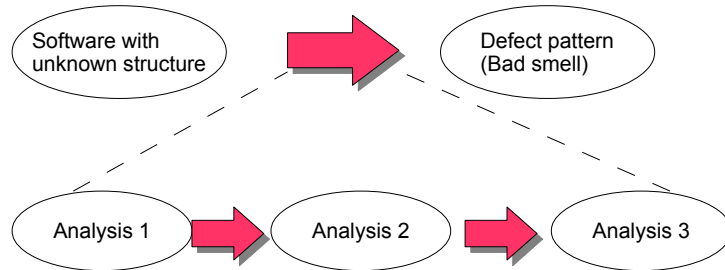 Software with
unknown structure
Defect pattern
(Bad smell)
Analysis 1
Analysis 2
Analysis 3